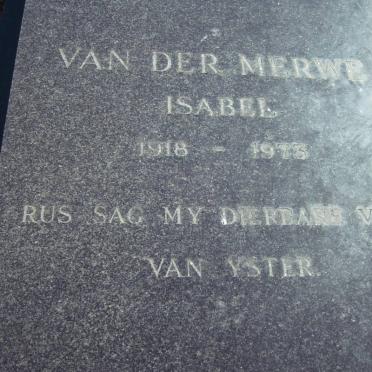 VAN DER MERWE
ISABEL
1918 - 1973
RUS SAG MY DIERBARE
VAN YSTER.